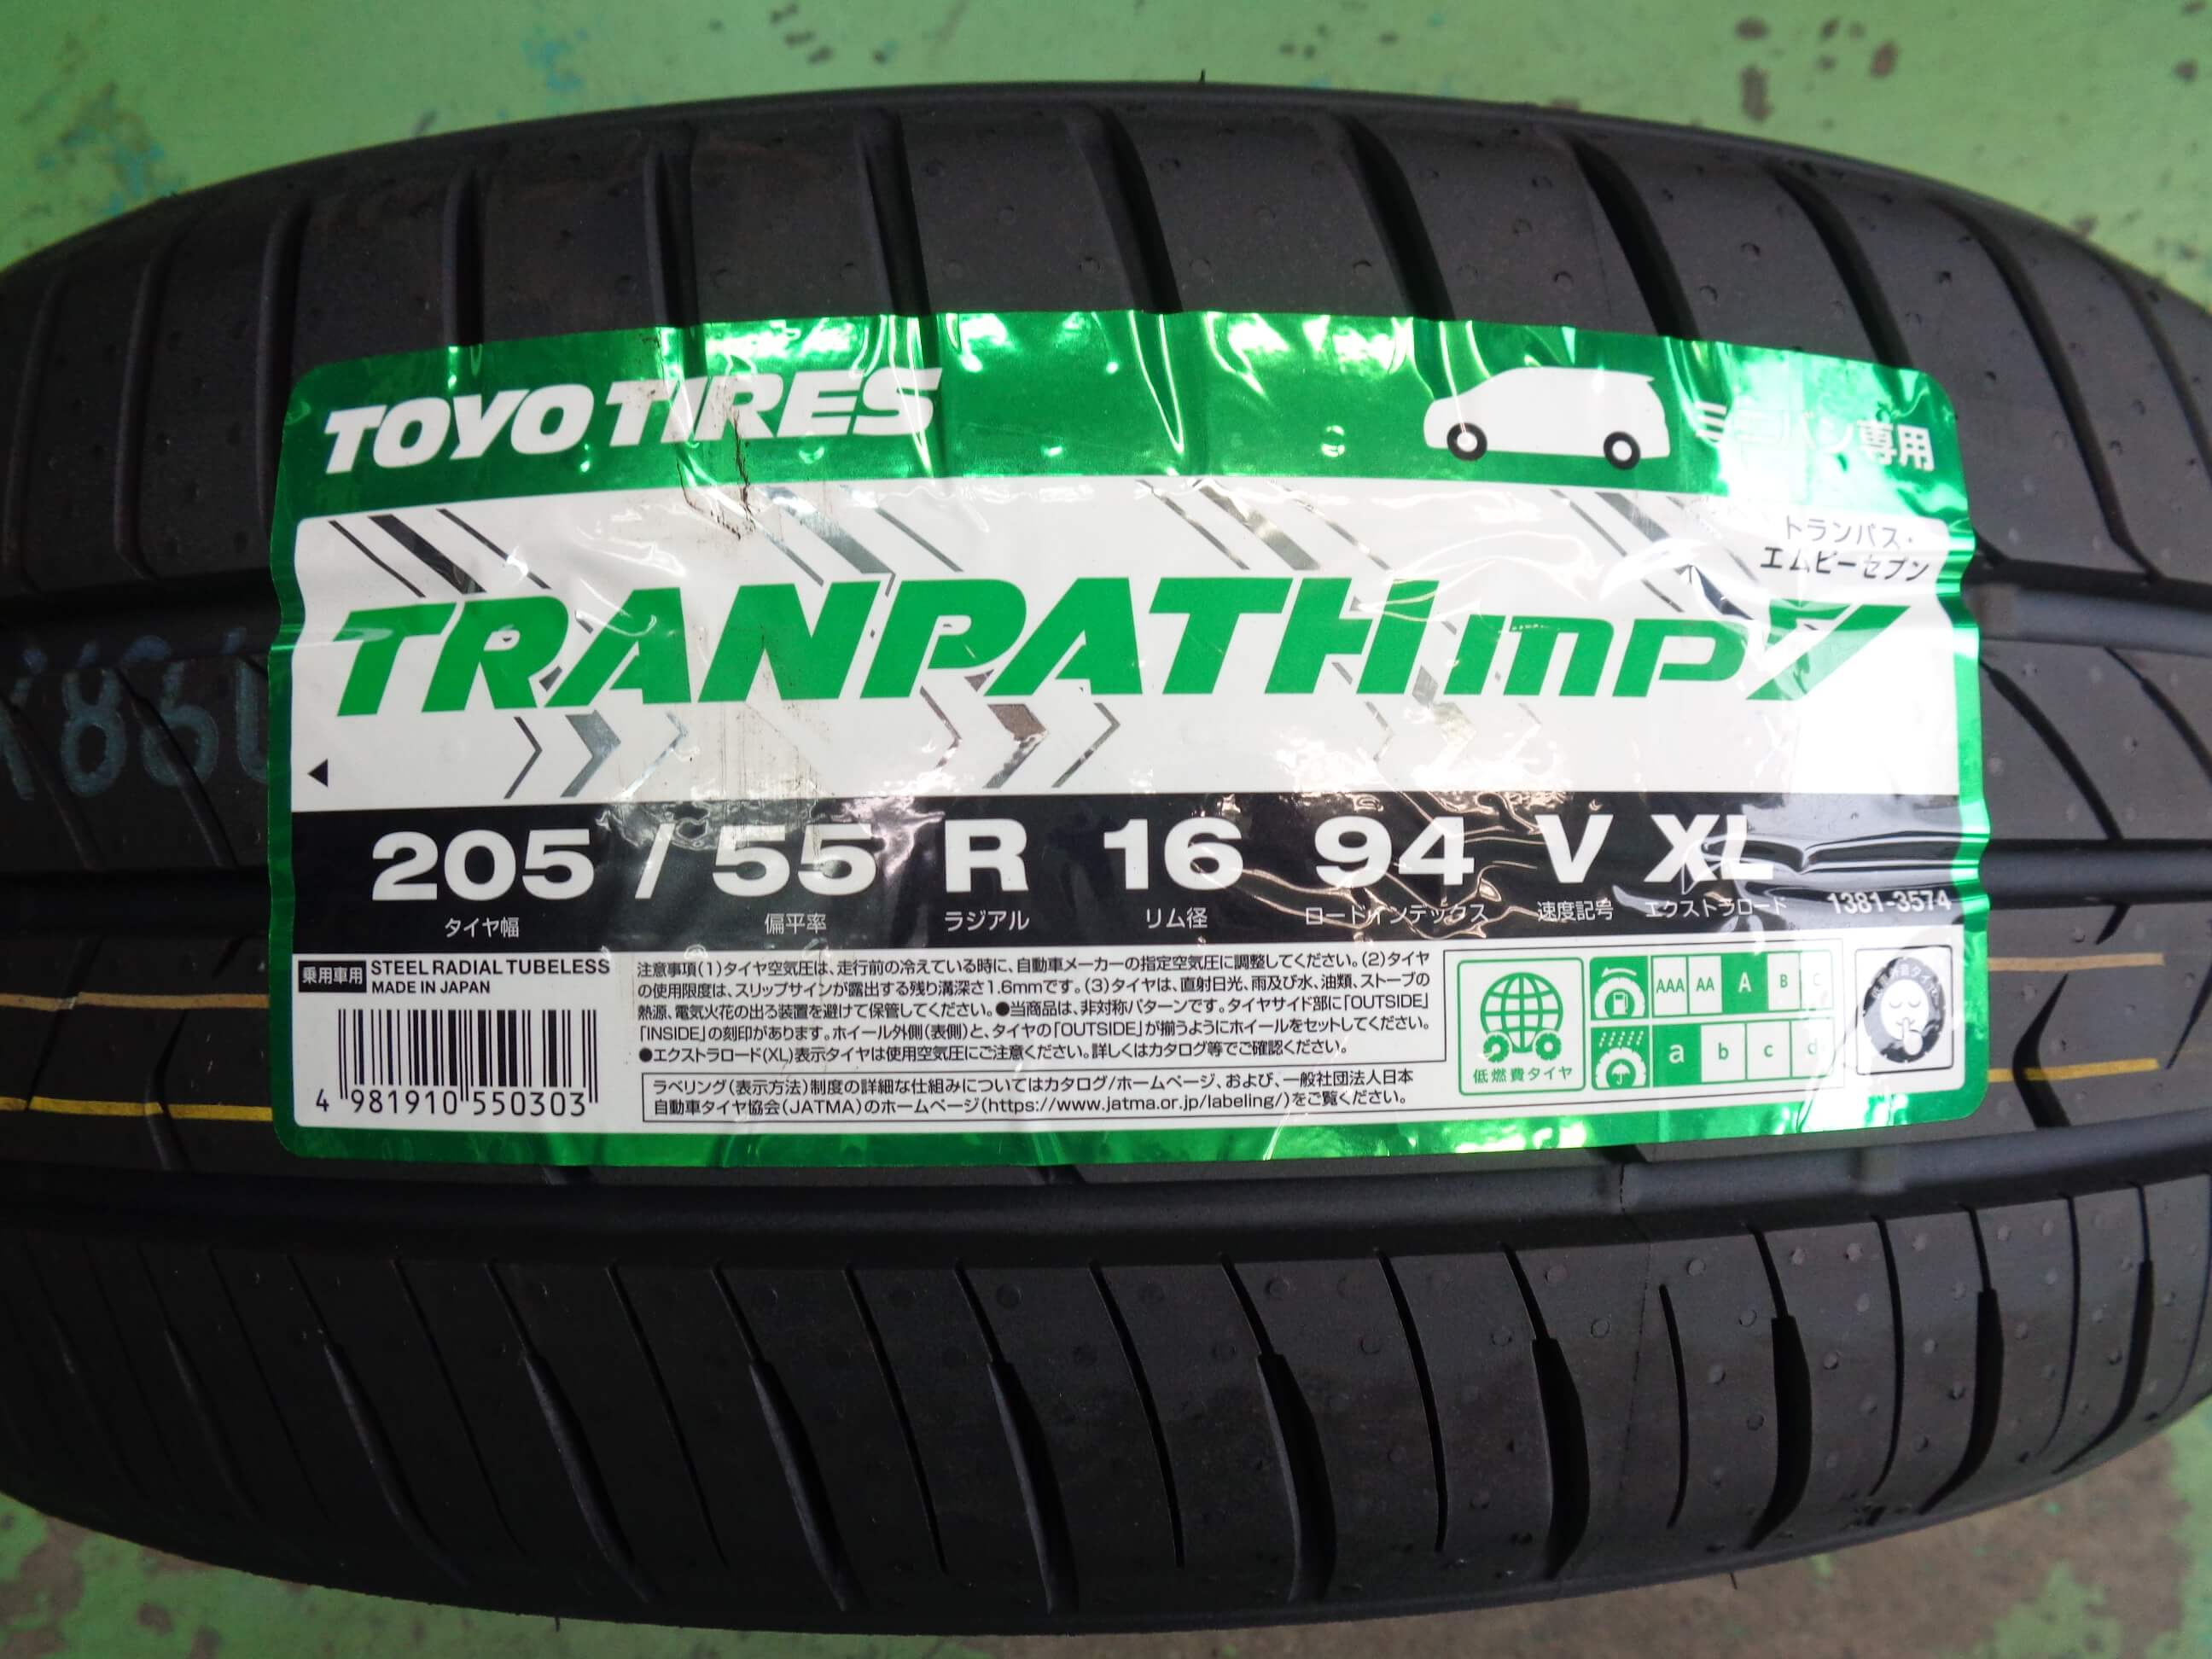 TOYO TIRES
ミニバン専用
トランパス・
エムピーセブン
TRANPATH mp7
205 / 55 R 16 94 V XL
タイヤ幅 偏平率 ラジアル リム径 ロードインデックス 速度記号 エクストラロード 1381-3574
乗用車用 STEEL RADIAL TUBELESS
MADE IN JAPAN
4 981910 550303
注意事項(1)タイヤ空気圧は、走行前の冷えている時に、自動車メーカーの指定空気圧に調整してください。(2)タイヤ
の使用限度は、スリップサインが露出する残り溝深さ1.6mmです。(3)タイヤは、直射日光、雨及び水、油類、ストーブの
熱源、電気火花の出る装置を避けて保管してください。●当商品は、非対称パターンです。タイヤサイド部に「OUTSIDE」
「INSIDE」の刻印があります。ホイール外側(表側)と、タイヤの「OUTSIDE」が揃うようにホイールをセットしてください。
●エクストラロード(XL)表示タイヤは使用空気圧にご注意ください。詳しくはカタログ等でご確認ください。
ラベリング(表示方法)制度の詳細な仕組みについてはカタログ/ホームページ、および、一般社団法人日本
自動車タイヤ協会(JATMA)のホームページ(https://www.jatma.or.jp/labeling/)をご覧ください。
低燃費タイヤ
AAA AA A B C
a b c d